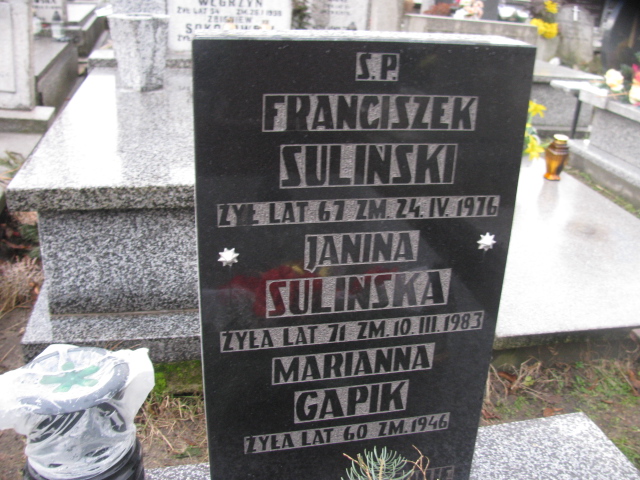 WĘGRZYN
Ś.P.
FRANCISZEK
SULIŃSKI
ŻYŁ LAT 67 ZM. 24. IV. 1976
JANINA
SULIŃSKA
ŻYŁA LAT 71 ZM. 10. III. 1983
MARIANNA
GAPIK
ŻYŁA LAT 60 ZM. 1946